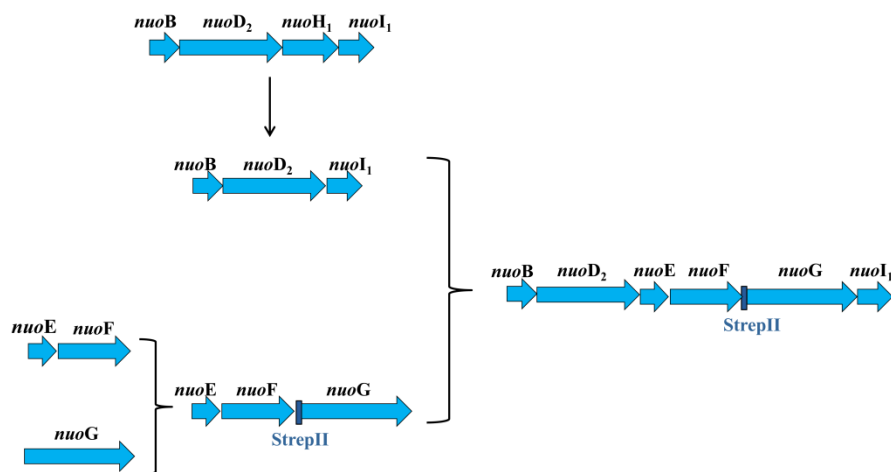 nuoB nuoD₂ nuoH₁ nuoI₁
nuoB nuoD₂ nuoI₁
nuoB nuoD₂ nuoE nuoF nuoG nuoI₁
StrepII
nuoE nuoF
nuoE nuoF nuoG
StrepII
nuoG